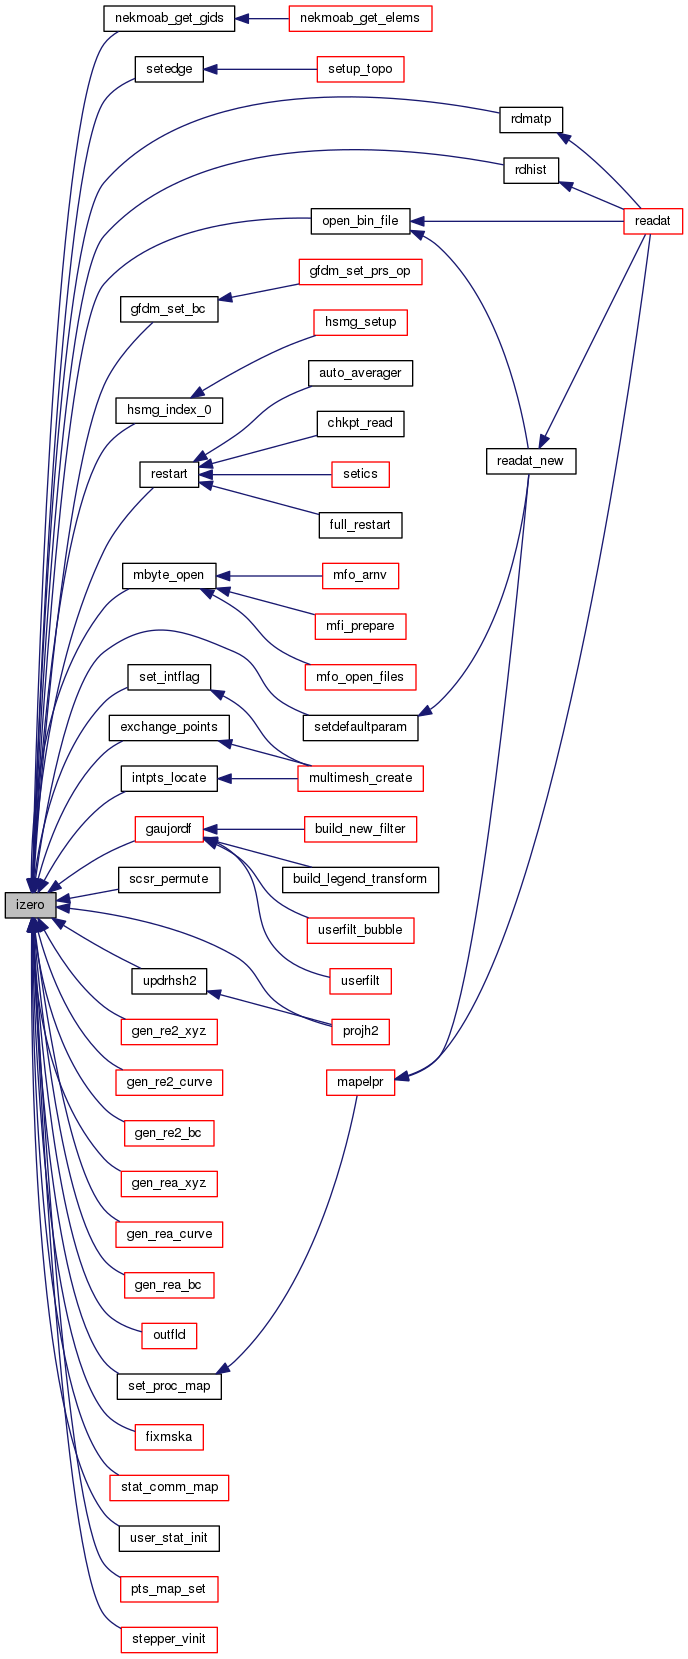 nekmoab_get_gids
nekmoab_get_elems
setedge
setup_topo
rdmatp
rdhist
open_bin_file
readat
gfdm_set_prs_op
gfdm_set_bc
hsmg_setup
auto_averager
hsmg_index_0
chkpt_read
readat_new
restart
setics
full_restart
mbyte_open
mfo_arnv
mfi_prepare
set_intflag
mfo_open_files
exchange_points
setdefaultparam
intpts_locate
multimesh_create
gaujordf
build_new_filter
scsr_permute
build_legend_transform
izero
userfilt_bubble
updrhsh2
userfilt
gen_re2_xyz
projh2
gen_re2_curve
mapelpr
gen_re2_bc
gen_rea_xyz
gen_rea_curve
gen_rea_bc
outfld
set_proc_map
fixmska
stat_comm_map
user_stat_init
pts_map_set
stepper_vinit